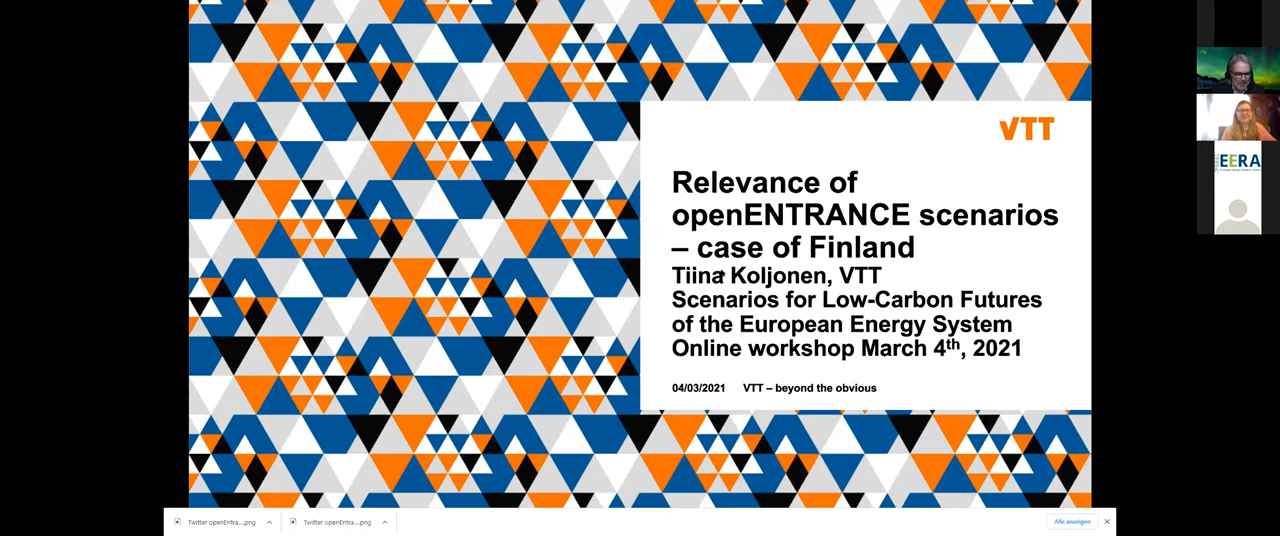 VTT
Relevance of
openENTRANCE scenarios
– case of Finland
Tiina Koljonen, VTT
Scenarios for Low-Carbon Futures
of the European Energy System
Online workshop March 4th, 2021
04/03/2021 VTT – beyond the obvious
EERA
Twitter openEntra....png
Twitter openEntra....png
Alle anzeigen